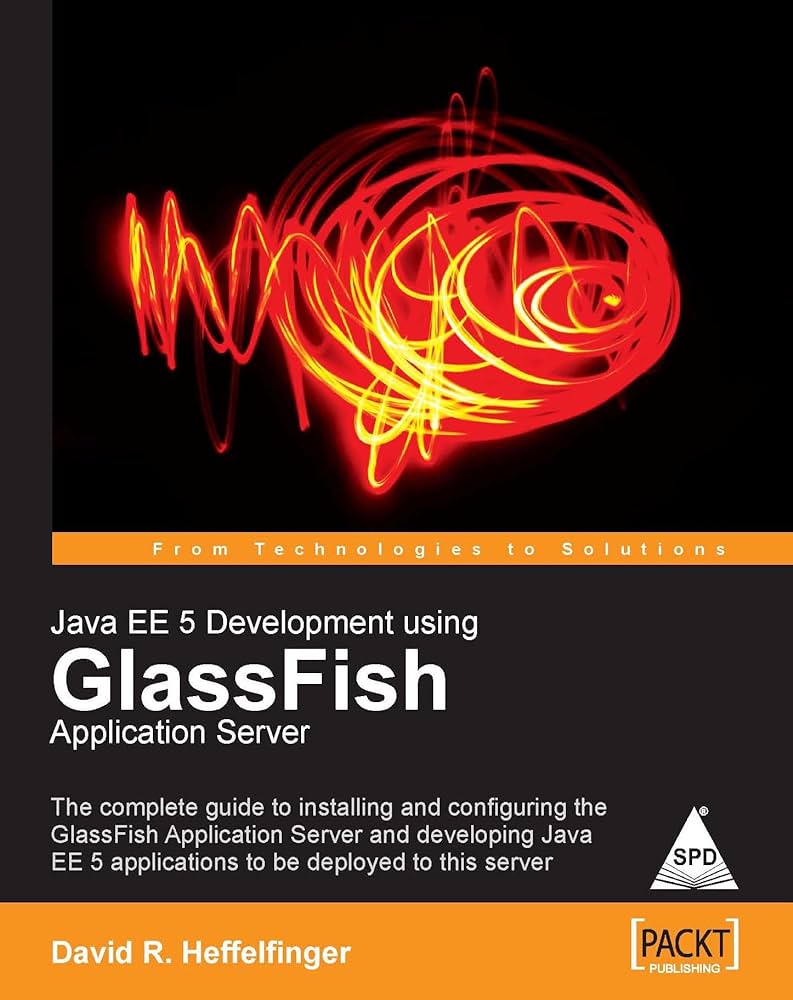 From Technologies to Solutions
Java EE 5 Development using
GlassFish
Application Server
The complete guide to installing and configuring the
GlassFish Application Server and developing Java
EE 5 applications to be deployed to this server
®
SPD
David R. Heffelfinger
[PACKT]
PUBLISHING